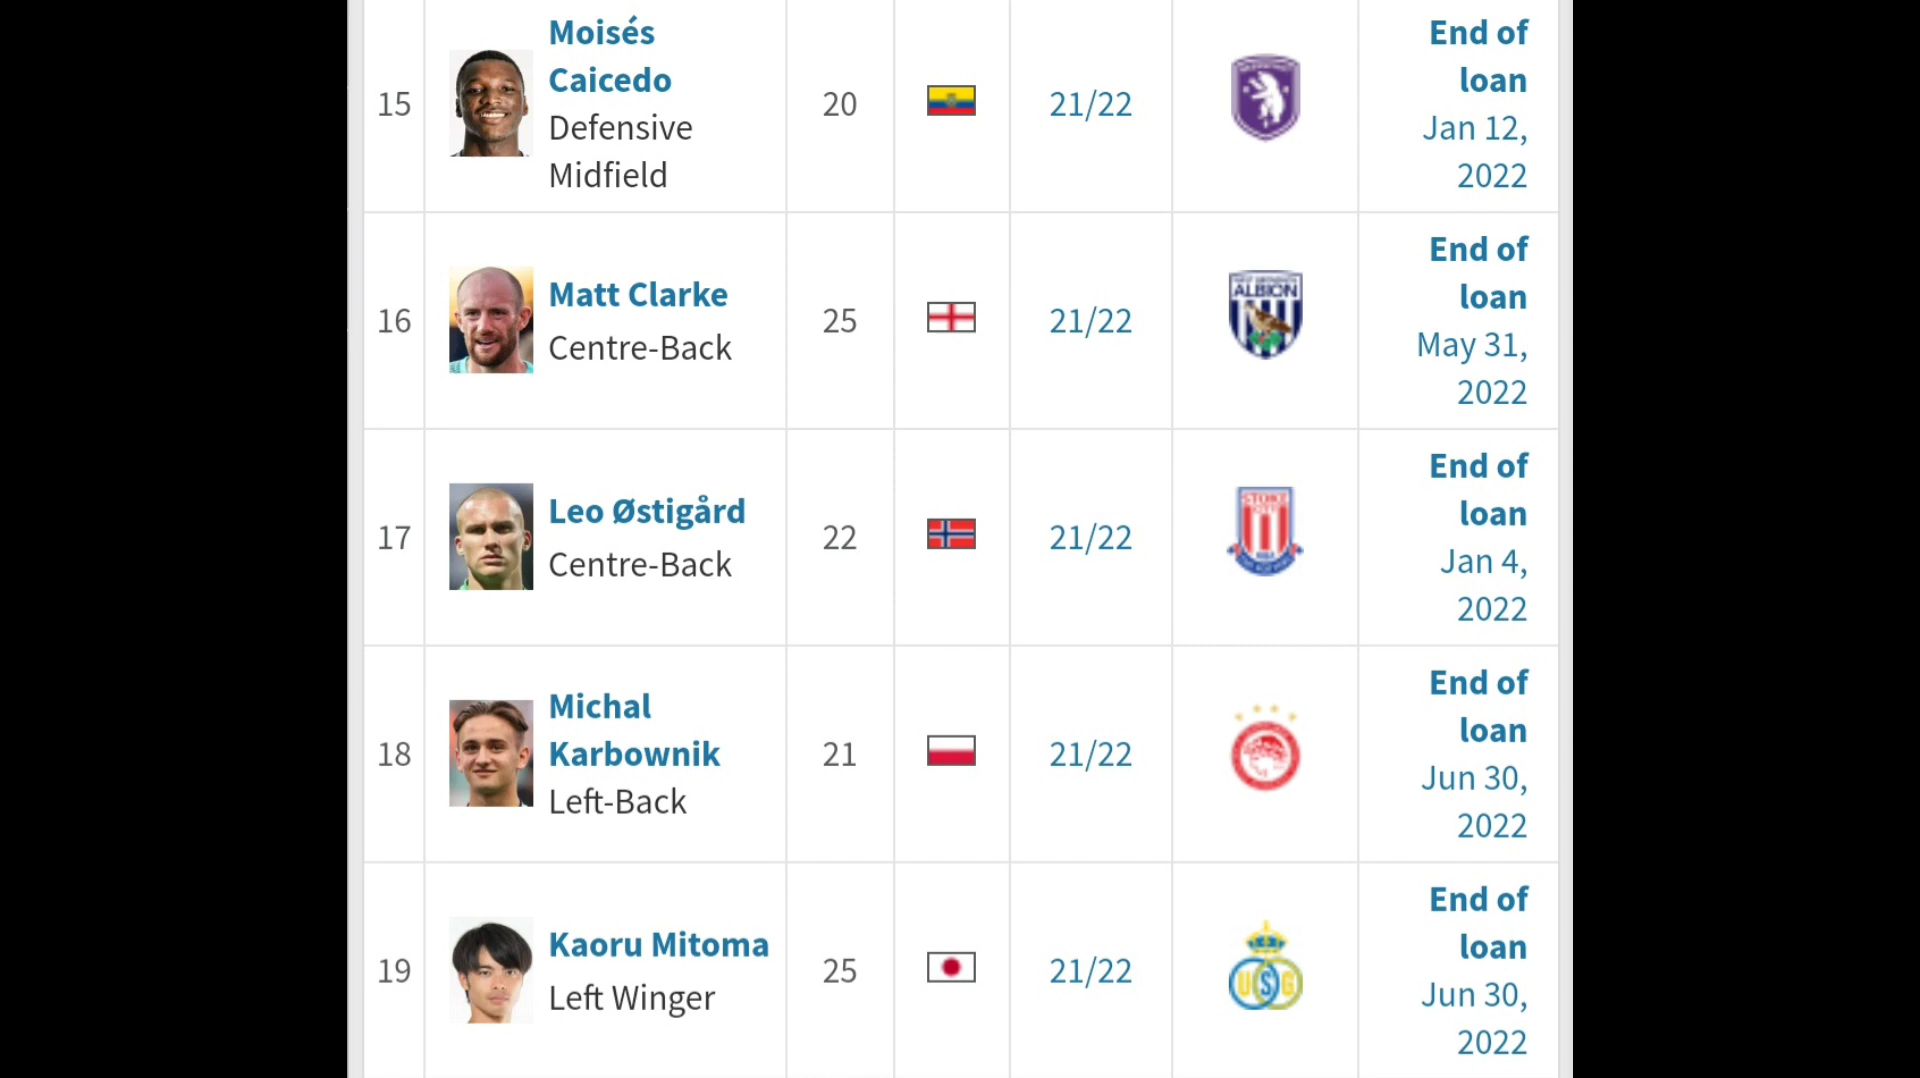 15
Moisés
Caicedo
Defensive
Midfield
20
21/22
End of
loan
Jan 12,
2022
16
Matt Clarke
Centre-Back
25
21/22
ALBION
End of
loan
May 31,
2022
17
Leo Østigård
Centre-Back
22
21/22
STOKE
End of
loan
Jan 4,
2022
18
Michal
Karbownik
Left-Back
21
21/22
End of
loan
Jun 30,
2022
19
Kaoru Mitoma
Left Winger
25
21/22
USG
End of
loan
Jun 30,
2022